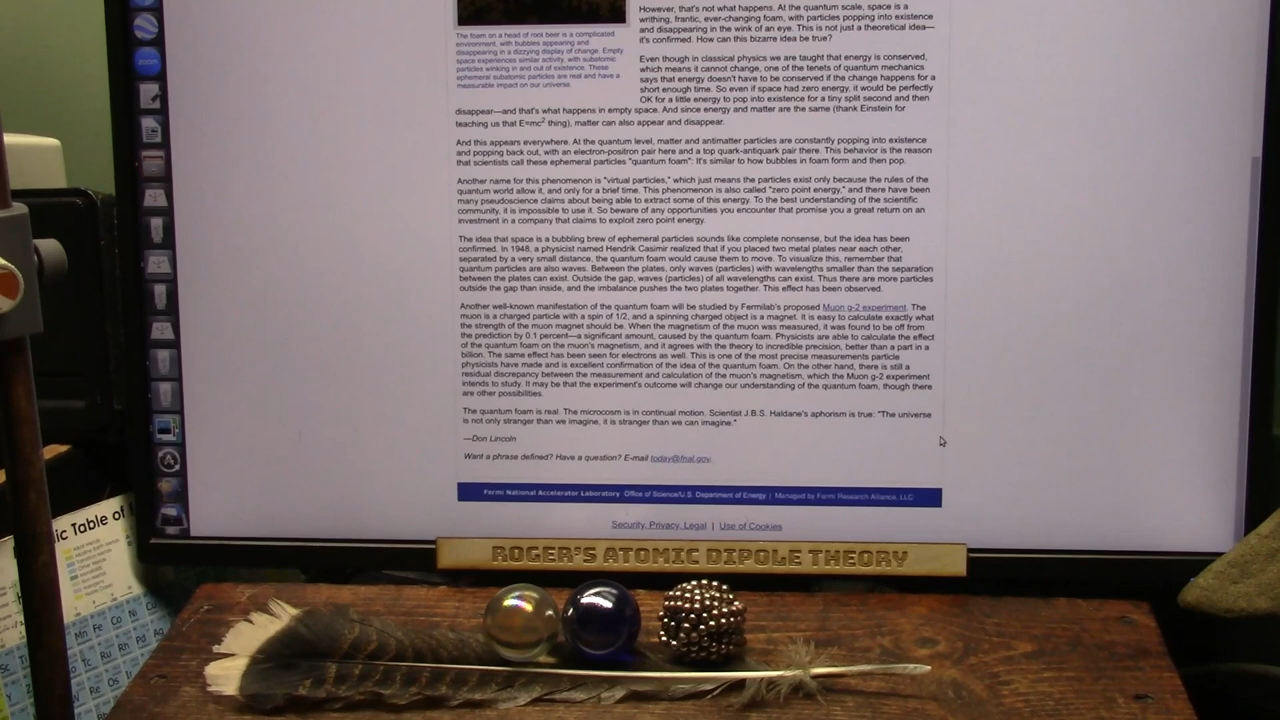 However, that's not what happens. At the quantum scale, space is a
writhing, frantic, ever-changing foam, with particles popping into existence
and disappearing in the wink of an eye. This is not just a theoretical idea—
it's confirmed. How can this bizarre idea be true?
The foam on a head of root beer is a complicated
environment, with bubbles appearing and
disappearing in a dizzying display of change. Empty
space experiences similar activity, with subatomic
particles winking in and out of existence. These
ephemeral subatomic particles are real and have a
measurable impact on our universe.
Even though in classical physics we are taught that energy is conserved,
which means it cannot change, one of the tenets of quantum mechanics
says that energy doesn't have to be conserved if the change happens for a
short enough time. So even if space had zero energy, it would be perfectly
OK for a little energy to pop into existence for a tiny split second and then
disappear—and that's what happens in empty space. And since energy and matter are the same (thank Einstein for
teaching us that E=mc² thing), matter can also appear and disappear.
And this appears everywhere. At the quantum level, matter and antimatter particles are constantly popping into existence
and popping back out, with an electron-positron pair here and a top quark-antiquark pair there. This behavior is the reason
that scientists call these ephemeral particles "quantum foam": It's similar to how bubbles in foam form and then pop.
Another name for this phenomenon is "virtual particles," which just means the particles exist only because the rules of the
quantum world allow it, and only for a brief time. This phenomenon is also called "zero point energy," and there have been
many pseudoscience claims about being able to extract some of this energy. To the best understanding of the scientific
community, it is impossible to use it. So beware of any opportunities you encounter that promise you a great return on an
investment in a company that claims to exploit zero point energy.
The idea that space is a bubbling brew of ephemeral particles sounds like complete nonsense, but the idea has been
confirmed. In 1948, a physicist named Hendrik Casimir realized that if you placed two metal plates near each other,
separated by a very small distance, the quantum foam would cause them to move. To visualize this, remember that
quantum particles are also waves. Between the plates, only waves (particles) with wavelengths smaller than the separation
between the plates can exist. Outside the gap, waves (particles) of all wavelengths can exist. Thus there are more particles
outside the gap than inside, and the imbalance pushes the two plates together. This effect has been observed.
Another well-known manifestation of the quantum foam will be studied by Fermilab's proposed Muon g-2 experiment. The
muon is a charged particle with a spin of 1/2, and a spinning charged object is a magnet. It is easy to calculate exactly what
the strength of the muon magnet should be. When the magnetism of the muon was measured, it was found to be off from
the prediction by 0.1 percent—a significant amount, caused by the quantum foam. Physicists are able to calculate the effect
of the quantum foam on the muon's magnetism, and it agrees with the theory to incredible precision, better than a part in a
billion. The same effect has been seen for electrons as well. This is one of the most precise measurements particle
physicists have made and is excellent confirmation of the idea of the quantum foam. On the other hand, there is still a
residual discrepancy between the measurement and calculation of the muon's magnetism, which the Muon g-2 experiment
intends to study. It may be that the experiment's outcome will change our understanding of the quantum foam, though there
are other possibilities.
The quantum foam is real. The microcosm is in continual motion. Scientist J.B.S. Haldane's aphorism is true: "The universe
is not only stranger than we imagine, it is stranger than we can imagine."
—Don Lincoln
Want a phrase defined? Have a question? E-mail today@fnal.gov.
Fermi National Accelerator Laboratory Office of Science/U.S. Department of Energy | Managed by Fermi Research Alliance, LLC
Security, Privacy, Legal | Use of Cookies
ROGER'S ATOMIC DIPOLE THEORY
zoom
ic Table of
Mn Fe Co Ni Cu
Tc Ru Rh Pd Ag
W Re Os Ir